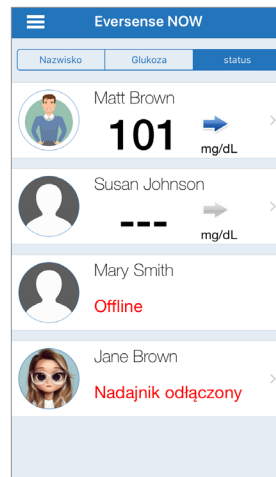 Eversense NOW
Nazwisko Glukoza status
Matt Brown
101
mg/dL
Susan Johnson
---
mg/dL
Mary Smith
Offline
Jane Brown
Nadajnik odłączony